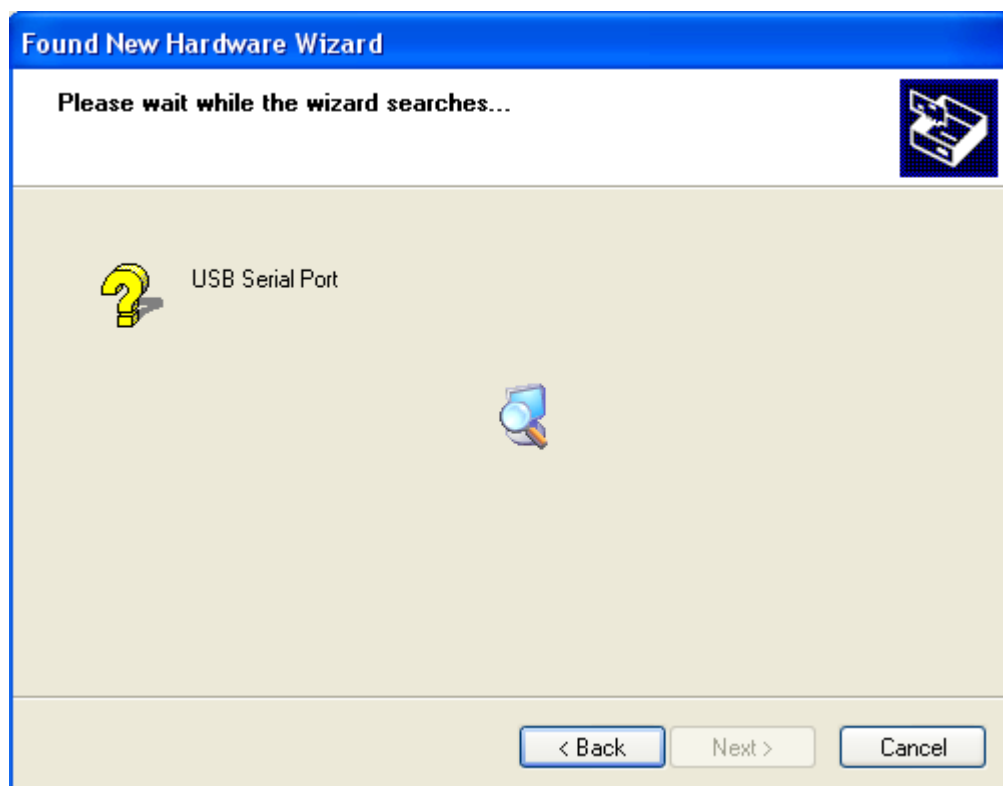 Found New Hardware Wizard
Please wait while the wizard searches...
USB Serial Port
< Back
Next >
Cancel